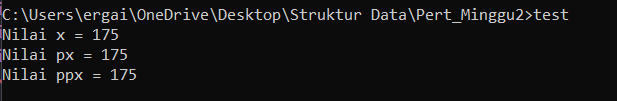 C:\Users\ergai\OneDrive\Desktop\Struktur Data\Pert_Minggu2>test
Nilai x = 175
Nilai px = 175
Nilai ppx = 175